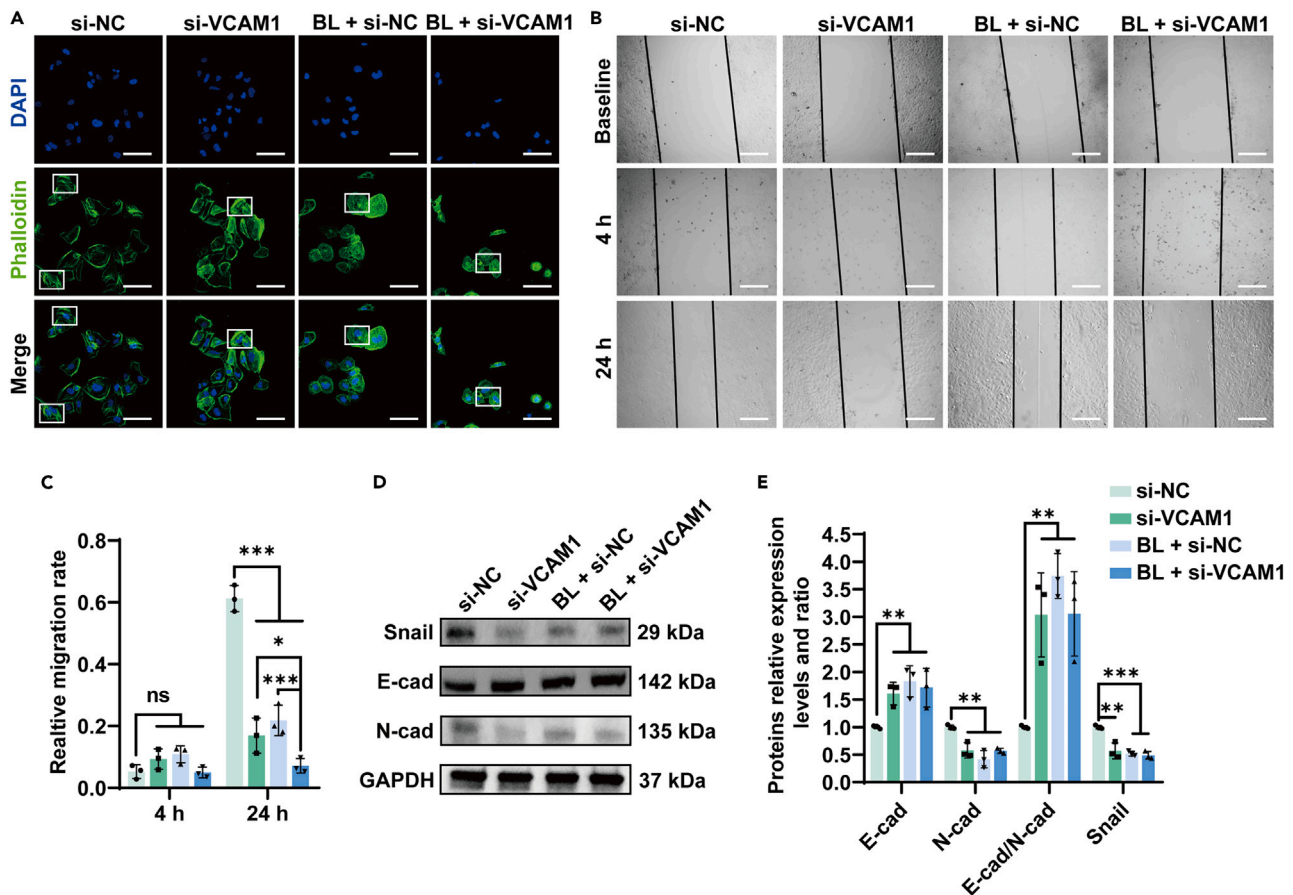 A
si-NC si-VCAM1 BL + si-NC BL + si-VCAM1
DAPI
Phalloidin
Merge
B
si-NC si-VCAM1 BL + si-NC BL + si-VCAM1
Baseline
4 h
24 h
C
Realtive migration rate
0.8
0.6
0.4
0.2
0.0
ns
***
*
***
4 h 24 h
D
si-NC si-VCAM1 BL + si-NC BL + si-VCAM1
Snail 29 kDa
E-cad 142 kDa
N-cad 135 kDa
GAPDH 37 kDa
E
si-NC
si-VCAM1
BL + si-NC
BL + si-VCAM1
Proteins relative expression
levels and ratio
4.5
4.0
3.5
3.0
2.5
2.0
1.5
1.0
0.5
0.0
**
**
**
***
**
E-cad N-cad E-cad/N-cad Snail